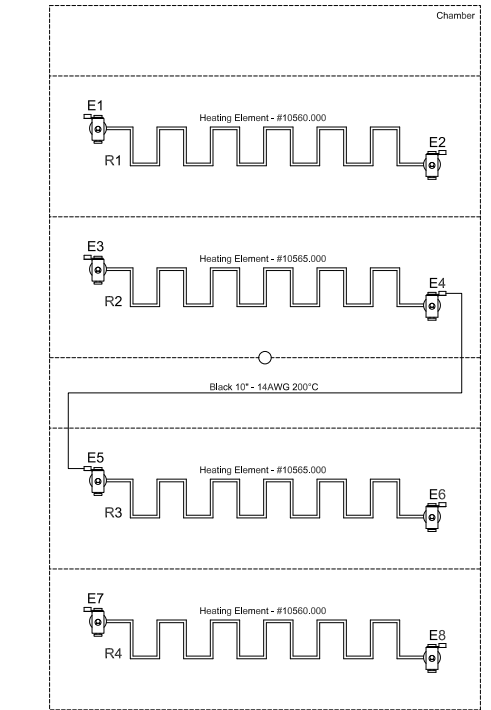 Chamber
E1
Heating Element - #10560.000
E2
R1
E3
Heating Element - #10565.000
E4
R2
Black 10" - 14AWG 200°C
E5
Heating Element - #10565.000
E6
R3
E7
Heating Element - #10560.000
E8
R4